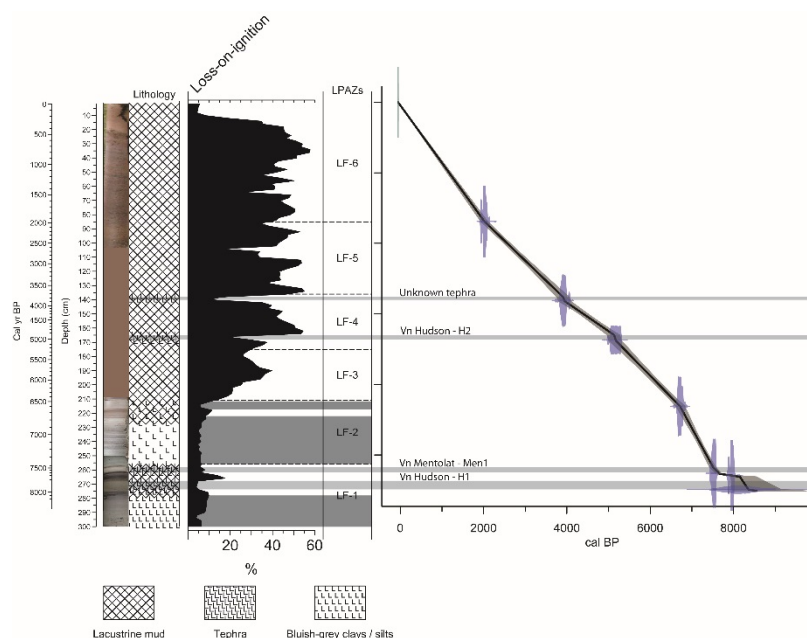 Loss-on-ignition
Lithology
LPAZs
0
500
1000
1500
2000
2500
3000
3500
4000
4500
5000
5500
6000
6500
7000
7500
8000
Cal yr BP
10
20
30
40
50
60
70
80
90
100
110
120
130
140
150
160
170
180
190
200
210
220
230
240
250
260
270
280
290
300
Depth (cm)
LF-6
LF-5
LF-4
LF-3
LF-2
LF-1
Unknown tephra
Vn Hudson - H2
Vn Mentolat - Men1
Vn Hudson - H1
20 40 60
%
0 2000 4000 6000 8000
cal BP
Lacustrine mud
Tephra
Bluish-grey clays / silts